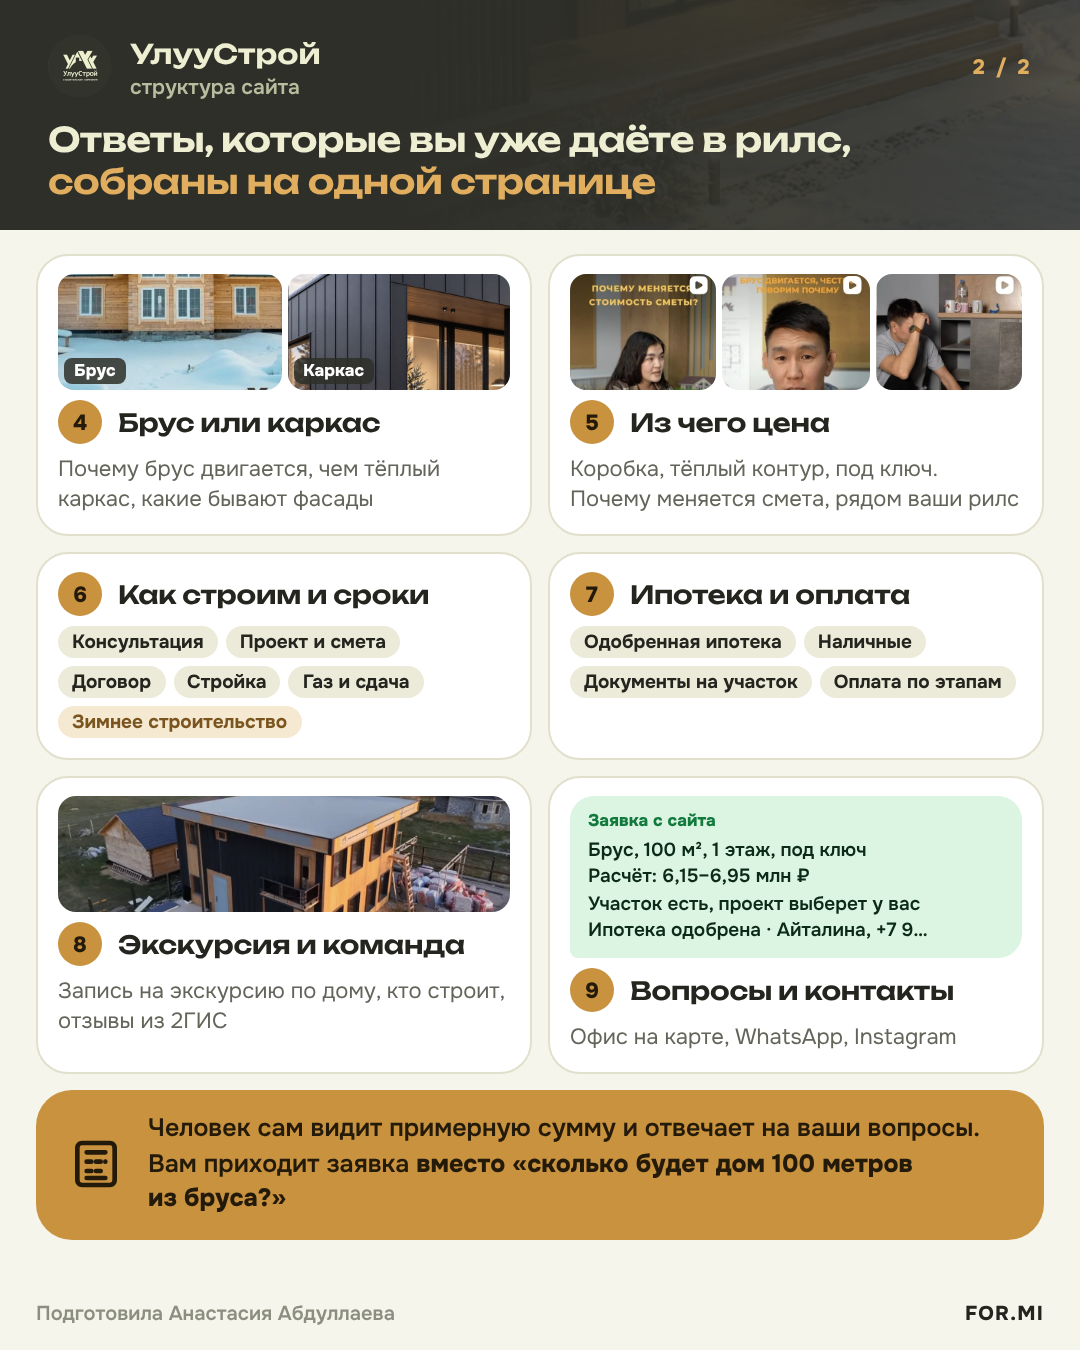 УлууСтрой
УлууСтрой
структура сайта
2 / 2
Ответы, которые вы уже даёте в рилс,
собраны на одной странице
Брус
Каркас
4
Брус или каркас
Почему брус двигается, чем тёплый
каркас, какие бывают фасады
ПОЧЕМУ МЕНЯЕТСЯ
СТОИМОСТЬ СМЕТЫ?
БРУС ДВИГАЕТСЯ, ЧЕСТ
ГОВОРИМ ПОЧЕМУ
5
Из чего цена
Коробка, тёплый контур, под ключ.
Почему меняется смета, рядом ваши рилс
6
Как строим и сроки
Консультация
Проект и смета
Договор
Стройка
Газ и сдача
Зимнее строительство
7
Ипотека и оплата
Одобренная ипотека
Наличные
Документы на участок
Оплата по этапам
8
Экскурсия и команда
Запись на экскурсию по дому, кто строит,
отзывы из 2ГИС
Заявка с сайта
Брус, 100 м², 1 этаж, под ключ
Расчёт: 6,15–6,95 млн ₽
Участок есть, проект выберет у вас
Ипотека одобрена · Айталина, +7 9...
9
Вопросы и контакты
Офис на карте, WhatsApp, Instagram
Человек сам видит примерную сумму и отвечает на ваши вопросы.
Вам приходит заявка вместо «сколько будет дом 100 метров
из бруса?»
Подготовила Анастасия Абдуллаева
FOR.MI